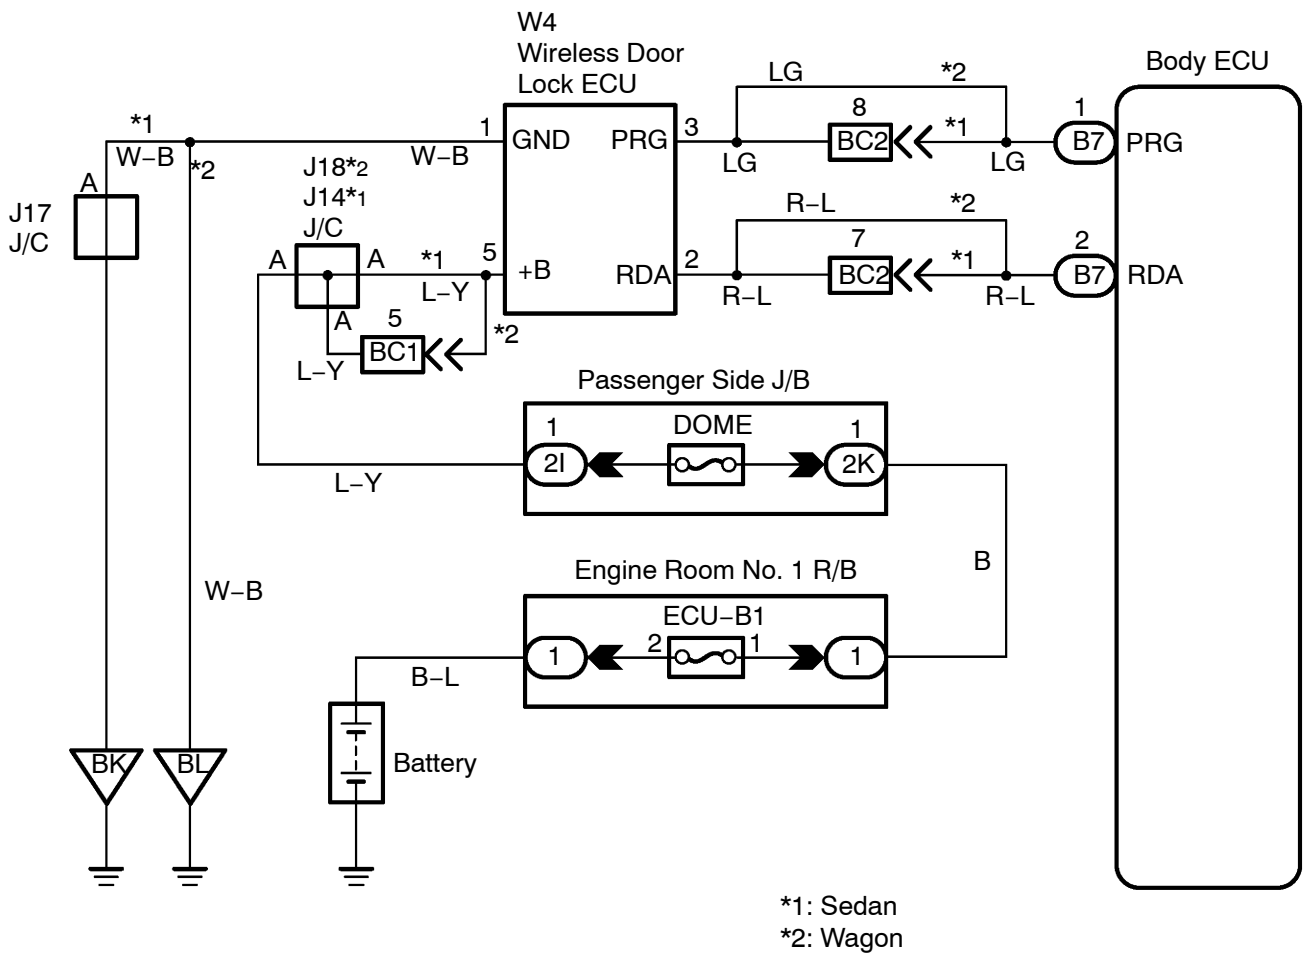 W4
Wireless Door
Lock ECU
Body ECU
LG
*2
*1
1
GND
PRG
3
8
BC2
*1
1
B7
PRG
W–B
*2
W–B
LG
LG
A
J17
J/C
J18*2
J14*1
J/C
R–L
*2
A
A
*1
5
+B
RDA
2
7
BC2
*1
2
B7
RDA
L–Y
R–L
R–L
A
5
BC1
*2
L–Y
Passenger Side J/B
DOME
1
2I
1
2K
L–Y
B
Engine Room No. 1 R/B
ECU–B1
W–B
1
2
1
1
B–L
BK
BL
Battery
*1: Sedan
*2: Wagon